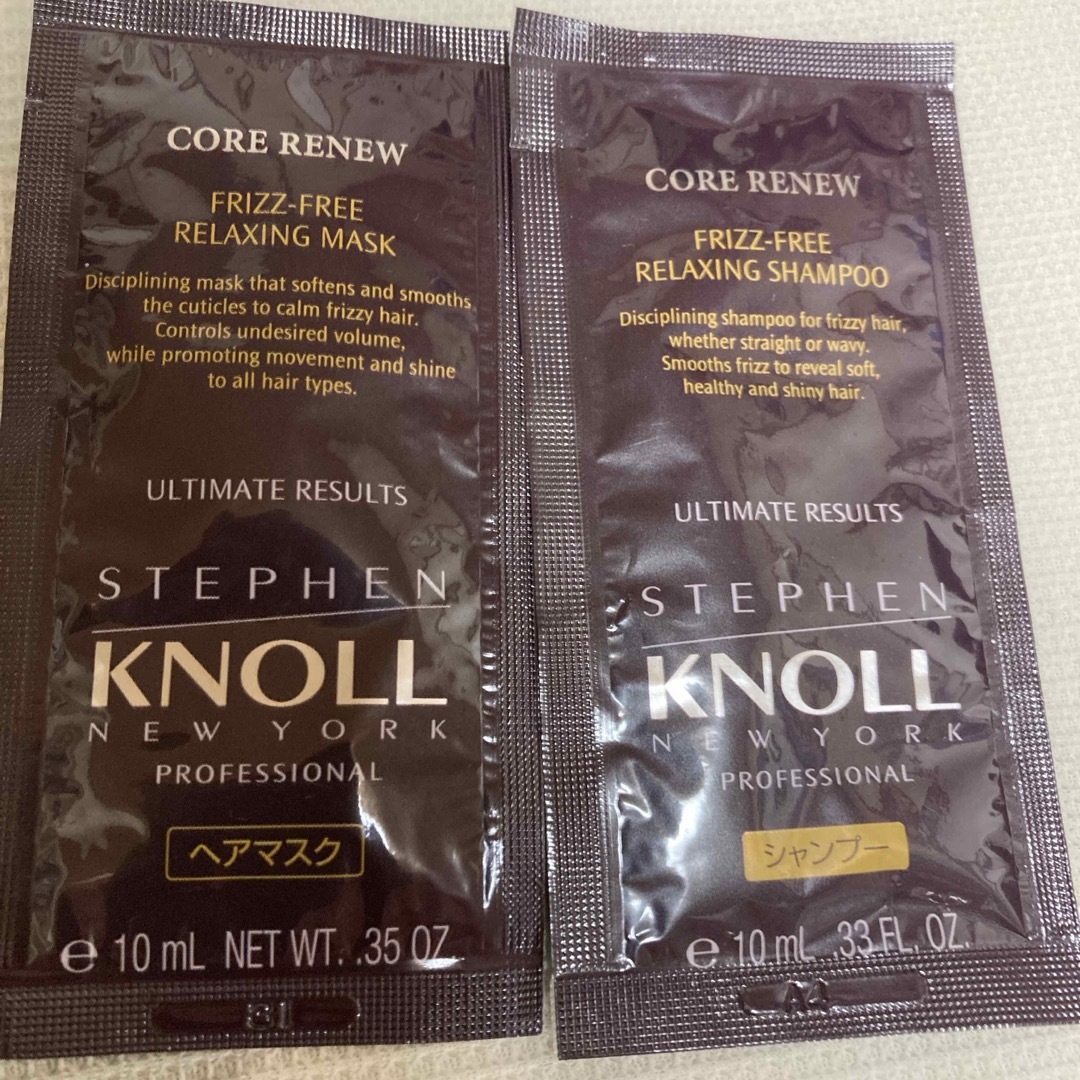 CORE RENEW
FRIZZ-FREE
RELAXING MASK
Disciplining mask that softens and smooths
the cuticles to calm frizzy hair.
Controls undesired volume,
while promoting movement and shine
to all hair types.
ULTIMATE RESULTS
STEPHEN
KNOLL
NEW YORK
PROFESSIONAL
ヘアマスク
℮ 10 mL NET WT. .35 OZ
B1
CORE RENEW
FRIZZ-FREE
RELAXING SHAMPOO
Disciplining shampoo for frizzy hair,
whether straight or wavy.
Smooths frizz to reveal soft,
healthy and shiny hair.
ULTIMATE RESULTS
STEPHEN
KNOLL
NEW YORK
PROFESSIONAL
シャンプー
℮ 10 mL .33 FL. OZ.
A4